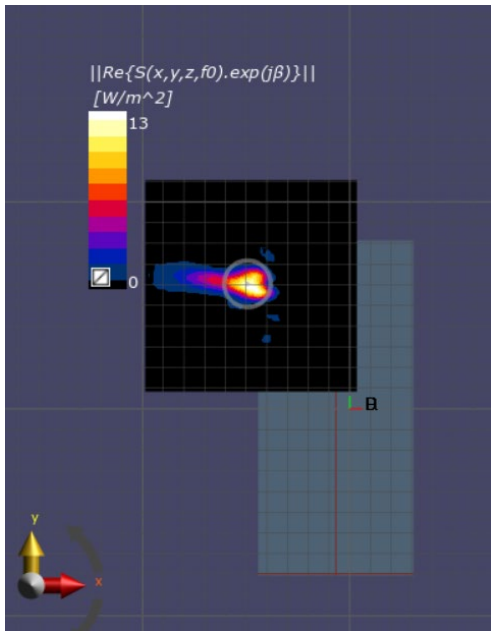 ||Re{S(x,y,z,f0).exp(jβ)}||
[W/m^2]
13
0
y
x